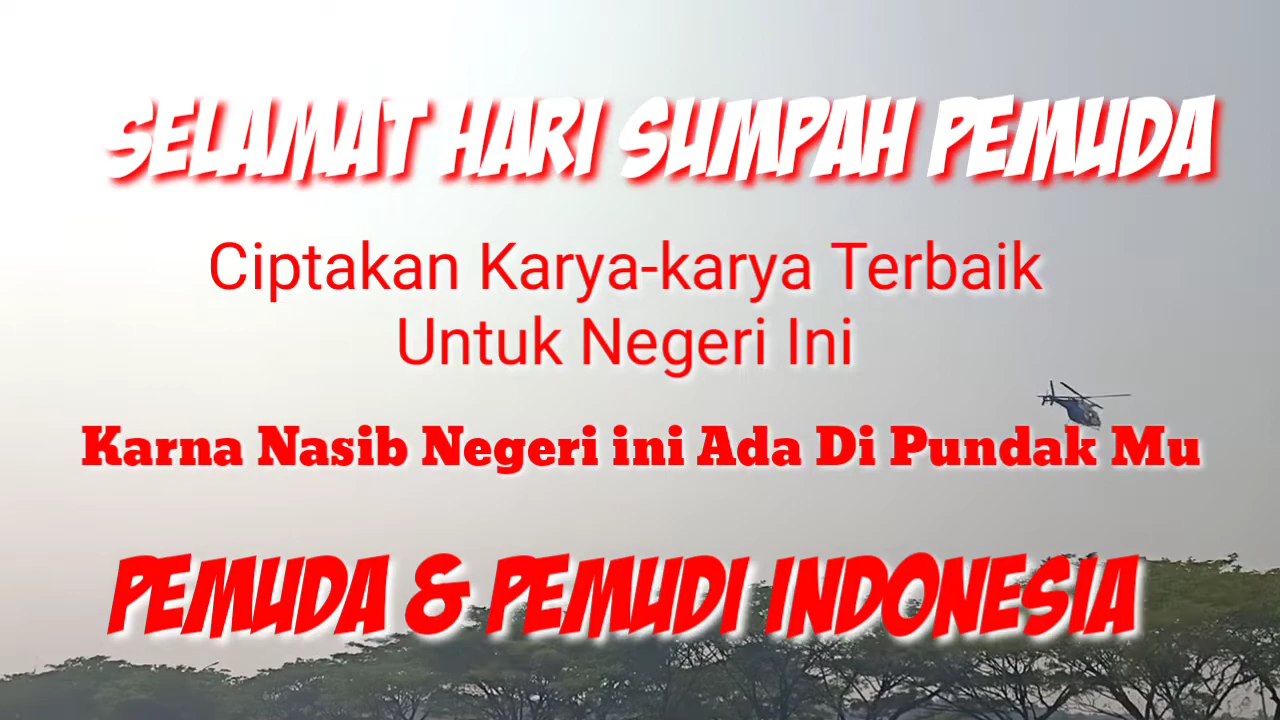 SELAMAT HARI SUMPAH PEMUDA
Ciptakan Karya-karya Terbaik
Untuk Negeri Ini
Karna Nasib Negeri ini Ada Di Pundak Mu
PEMUDA & PEMUDI INDONESIA